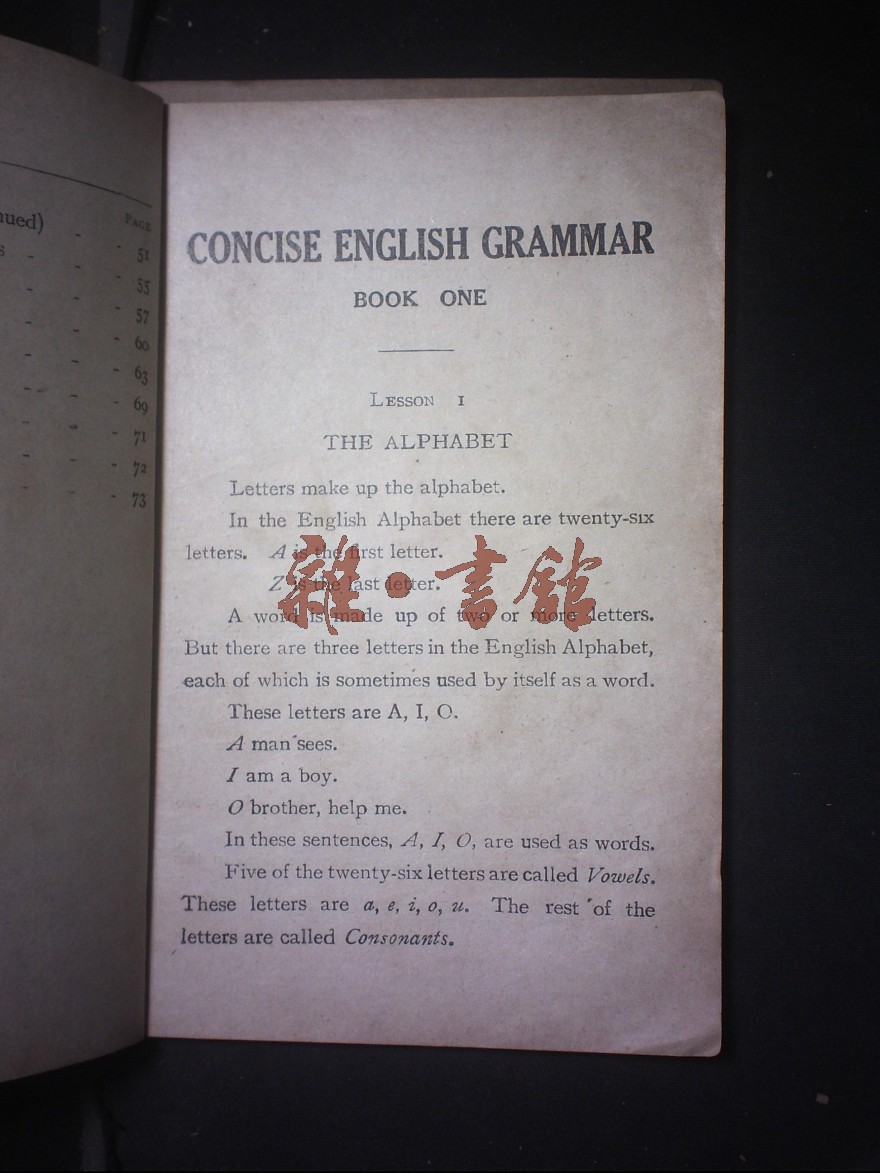 nued)
PAGE
s - - 51
- - 55
- - 57
- - 60
- - 63
- - 69
- - 71
- - 72
- - 73
CONCISE ENGLISH GRAMMAR
BOOK ONE
LESSON I
THE ALPHABET
Letters make up the alphabet.
In the English Alphabet there are twenty-six
letters. A is the first letter.
Z is the last letter.
A word is made up of two or more letters.
But there are three letters in the English Alphabet,
each of which is sometimes used by itself as a word.
These letters are A, I, O.
A man sees.
I am a boy.
O brother, help me.
In these sentences, A, I, O, are used as words.
Five of the twenty-six letters are called Vowels.
These letters are a, e, i, o, u. The rest of the
letters are called Consonants.
雜·書館